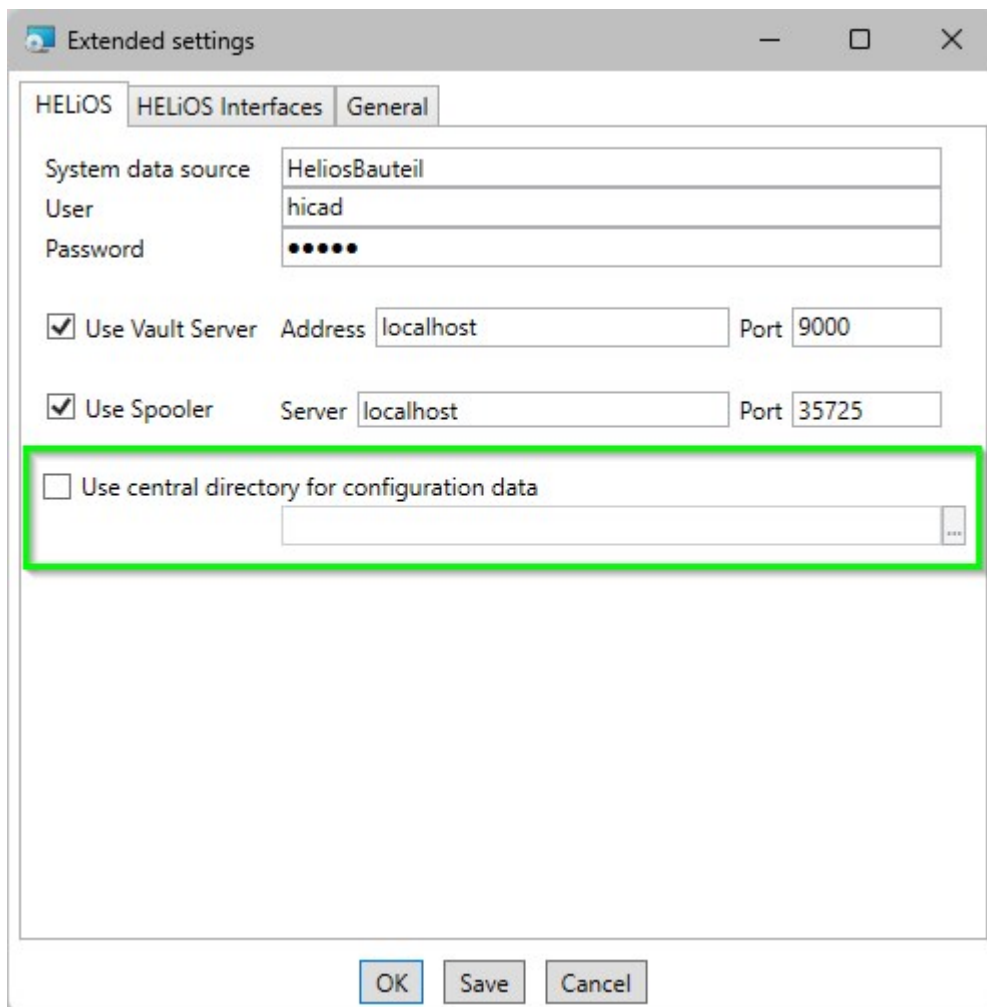 Extended settings
HELiOS HELiOS Interfaces General
System data source HeliosBauteil
User hicad
Password •••••
Use Vault Server Address localhost Port 9000
Use Spooler Server localhost Port 35725
Use central directory for configuration data
...
OK Save Cancel